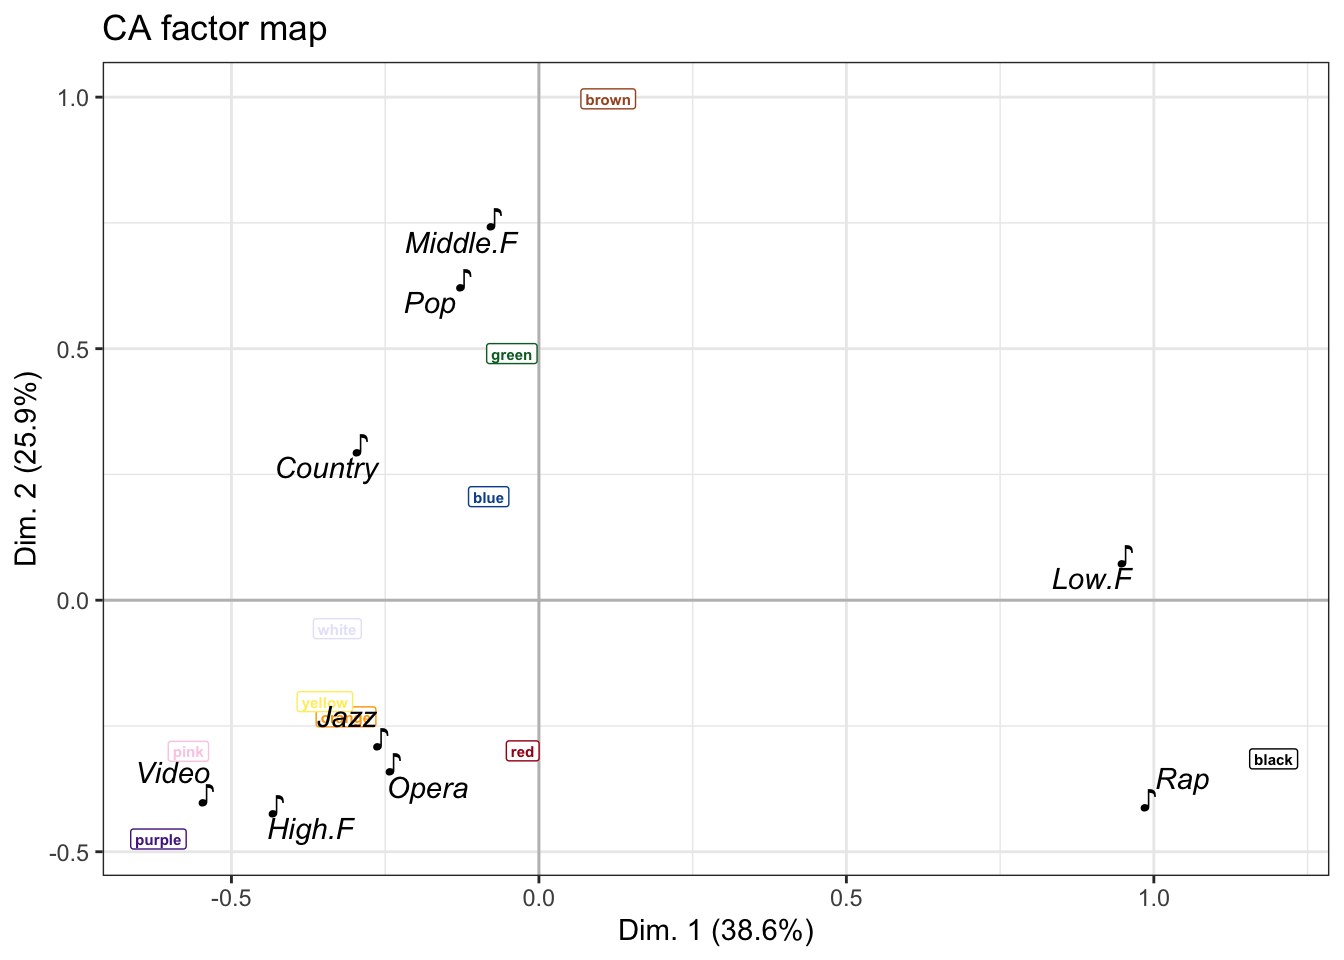 CA factor map
1.0
brown
Middle.F
Pop
0.5
green
Country
blue
Low.F
0.0
white
yellow
orange
Jazz
pink
red
black
Video
Opera
Rap
High.F
purple
-0.5
-0.5
0.0
0.5
1.0
Dim. 1 (38.6%)
Dim. 2 (25.9%)